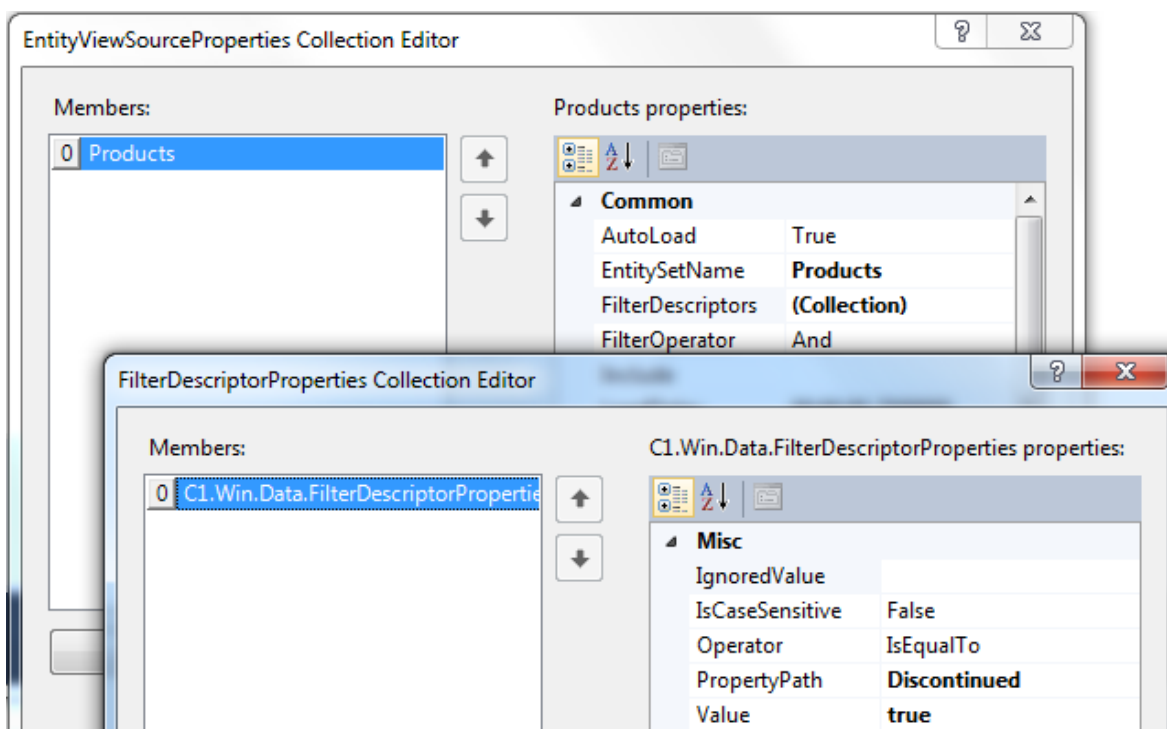 EntityViewSourceProperties Collection Editor
Members:
Products properties:
0 Products
Common
AutoLoad True
EntitySetName Products
FilterDescriptors (Collection)
FilterOperator And
FilterDescriptorProperties Collection Editor
Members:
C1.Win.Data.FilterDescriptorProperties properties:
0 C1.Win.Data.FilterDescriptorPropertie
Misc
IgnoredValue
IsCaseSensitive False
Operator IsEqualTo
PropertyPath Discontinued
Value true